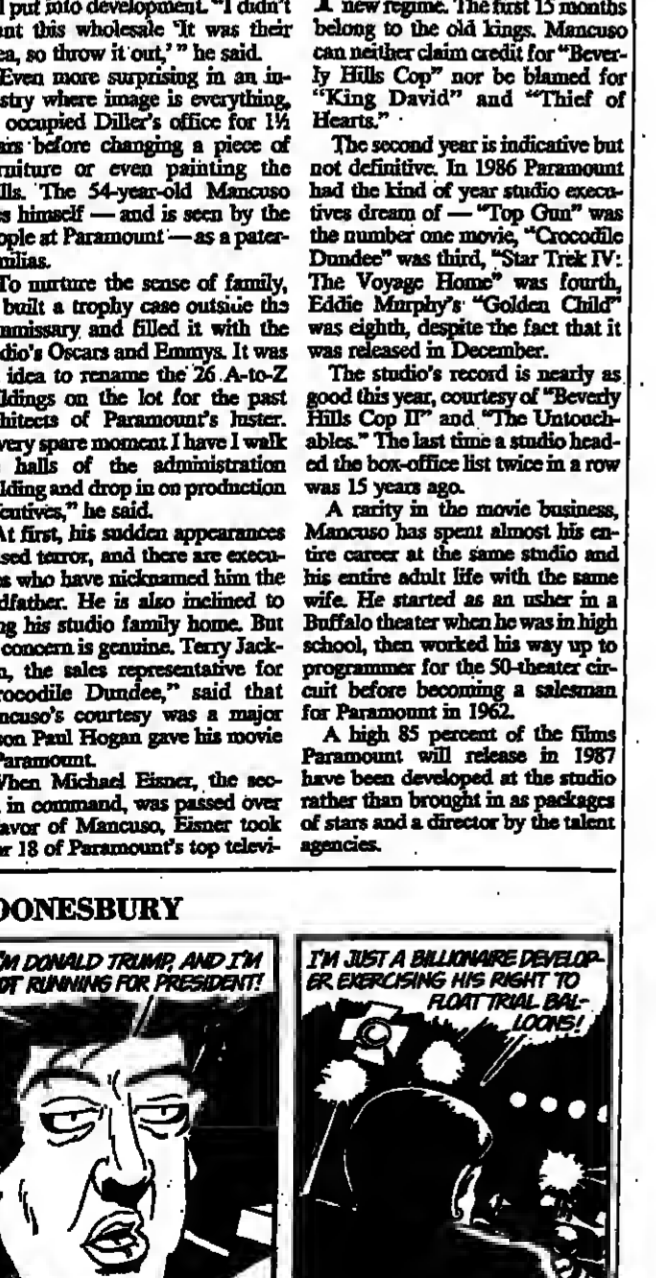 put into development. "I didn't
this wholesale 'It was their
so throw it out,' " he said.
Even more surprising in an in-
stry where image is everything,
occupied Diller's office for 1½
before changing a piece of
niture or even painting the
lls. The 54-year-old Mancuso
s himself — and is seen by the
ople at Paramount — as a pater-
milias.
To nurture the sense of family,
built a trophy case outside the
mmissary and filled it with the
dio's Oscars and Emmys. It was
idea to rename the 26 A-to-Z
ldings on the lot for the past
hitects of Paramount's luster.
very spare moment I have I walk
halls of the administration
lding and drop in on production
cutives," he said.
At first, his sudden appearances
sed terror, and there are execu-
s who have nicknamed him the
dfather. He is also inclined to
ng his studio family home. But
concern is genuine. Terry Jack-
n, the sales representative for
rocodile Dundee," said that
ncuso's courtesy was a major
son Paul Hogan gave his movie
Paramount.
When Michael Eisner, the sec-
in command, was passed over
avor of Mancuso, Eisner took
r 18 of Paramount's top televi-
new regime. The first 15 months
belong to the old kings. Mancuso
can neither claim credit for "Bever-
ly Hills Cop" nor be blamed for
"King David" and "Thief of
Hearts."
The second year is indicative but
not definitive. In 1986 Paramount
had the kind of year studio execu-
tives dream of — "Top Gun" was
the number one movie, "Crocodile
Dundee" was third, "Star Trek IV:
The Voyage Home" was fourth,
Eddie Murphy's "Golden Child"
was eighth, despite the fact that it
was released in December.
The studio's record is nearly as
good this year, courtesy of "Beverly
Hills Cop II" and "The Untouch-
ables." The last time a studio head-
ed the box-office list twice in a row
was 15 years ago.
A rarity in the movie business,
Mancuso has spent almost his en-
tire career at the same studio and
his entire adult life with the same
wife. He started as an usher in a
Buffalo theater when he was in high
school, then worked his way up to
programmer for the 50-theater cir-
cuit before becoming a salesman
for Paramount in 1962.
A high 85 percent of the films
Paramount will release in 1987
have been developed at the studio
rather than brought in as packages
of stars and a director by the talent
agencies.
OONESBURY
'M DONALD TRUMP, AND I'M
OT RUNNING FOR PRESIDENT!
I'M JUST A BILLIONAIRE DEVELOP-
ER EXERCISING HIS RIGHT TO
FLOAT TRIAL BAL-
LOONS!